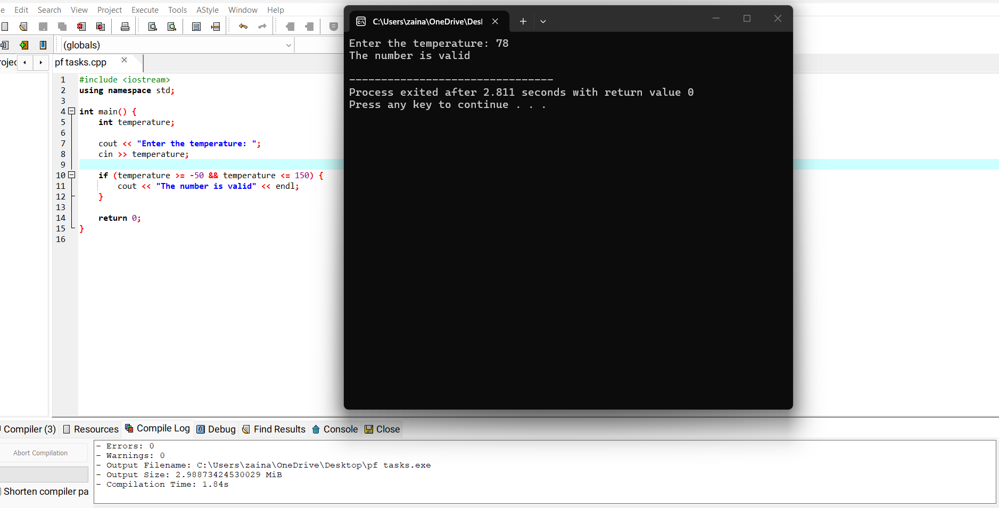 e Edit Search View Project Execute Tools AStyle Window Help
(globals)
pf tasks.cpp
1 #include <iostream>
2 using namespace std;
3
4 int main() {
5 int temperature;
6
7 cout << "Enter the temperature: ";
8 cin >> temperature;
9
10 if (temperature >= -50 && temperature <= 150) {
11 cout << "The number is valid" << endl;
12 }
13
14 return 0;
15 }
16
C:\Users\zaina\OneDrive\Des
Enter the temperature: 78
The number is valid
--------------------------------
Process exited after 2.811 seconds with return value 0
Press any key to continue . . .
Compiler (3) Resources Compile Log Debug Find Results Console Close
Abort Compilation
Shorten compiler pa
- Errors: 0
- Warnings: 0
- Output Filename: C:\Users\zaina\OneDrive\Desktop\pf tasks.exe
- Output Size: 2.98873424530029 MiB
- Compilation Time: 1.84s